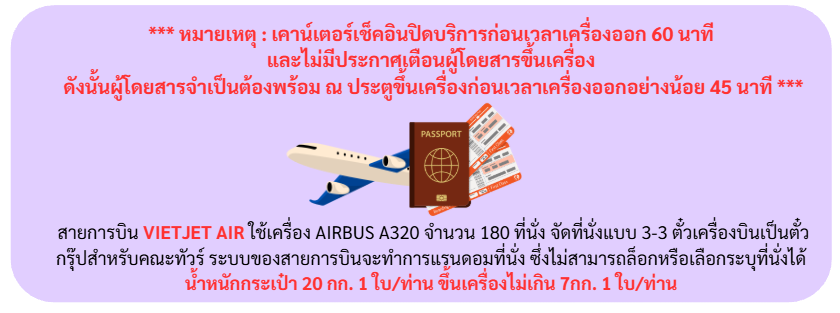 *** หมายเหตุ : เคาน์เตอร์เช็คอินปิดบริการก่อนเวลาเครื่องออก 60 นาที
และไม่มีประกาศเตือนผู้โดยสารขึ้นเครื่อง
ดังนั้นผู้โดยสารจำเป็นต้องพร้อม ณ ประตูขึ้นเครื่องก่อนเวลาเครื่องออกอย่างน้อย 45 นาที ***
PASSPORT
สายการบิน VIETJET AIR ใช้เครื่อง AIRBUS A320 จำนวน 180 ที่นั่ง จัดที่นั่งแบบ 3-3 ตั๋วเครื่องบินเป็นตั๋ว
กรุ๊ปสำหรับคณะทัวร์ ระบบของสายการบินจะทำการแรนดอมที่นั่ง ซึ่งไม่สามารถล็อกหรือเลือกระบุที่นั่งได้
น้ำหนักกระเป๋า 20 กก. 1 ใบ/ท่าน ขึ้นเครื่องไม่เกิน 7กก. 1 ใบ/ท่าน